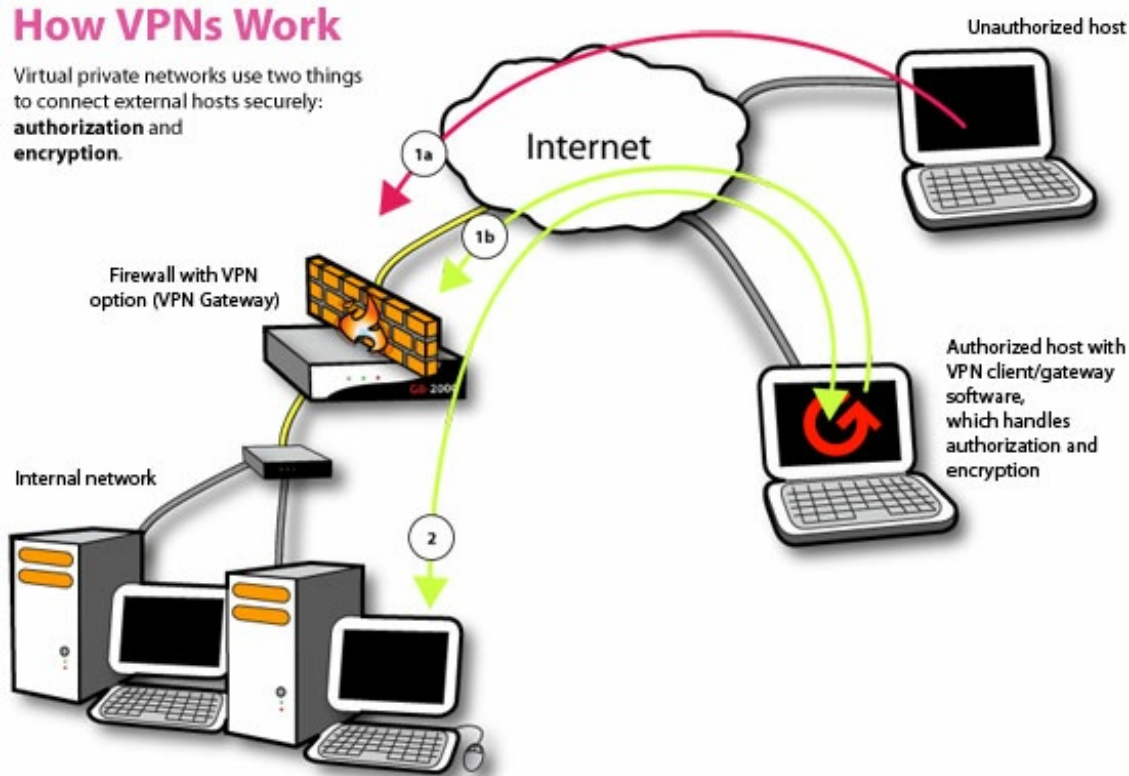 How VPNs Work
Virtual private networks use two things
to connect external hosts securely:
authorization and
encryption.
Unauthorized host
Internet
1a
1b
Firewall with VPN
option (VPN Gateway)
GB-2000
Authorized host with
VPN client/gateway
software,
which handles
authorization and
encryption
Internal network
2